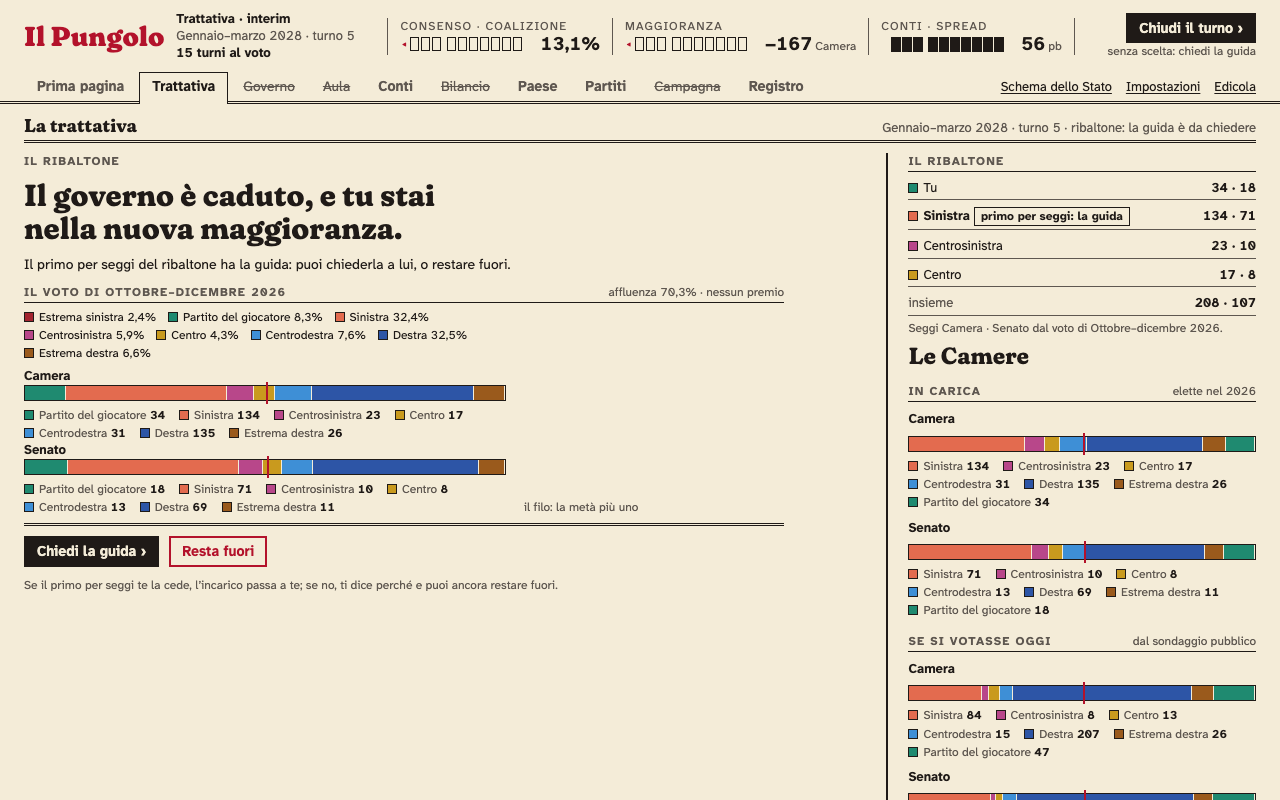 Il Pungolo
Trattativa · interim
Gennaio–marzo 2028 · turno 5
15 turni al voto
CONSENSO · COALIZIONE
13,1%
MAGGIORANZA
−167 Camera
CONTI · SPREAD
56 pb
Chiudi il turno ›
senza scelta: chiedi la guida
Prima pagina Trattativa Governo Aula Conti Bilancio Paese Partiti Campagna Registro
Schema dello Stato Impostazioni Edicola
La trattativa
Gennaio–marzo 2028 · turno 5 · ribaltone: la guida è da chiedere
IL RIBALTONE
Il governo è caduto, e tu stai
nella nuova maggioranza.
Il primo per seggi del ribaltone ha la guida: puoi chiederla a lui, o restare fuori.
IL VOTO DI OTTOBRE–DICEMBRE 2026
affluenza 70,3% · nessun premio
Estrema sinistra 2,4% Partito del giocatore 8,3% Sinistra 32,4%
Centrosinistra 5,9% Centro 4,3% Centrodestra 7,6% Destra 32,5%
Estrema destra 6,6%
Camera
Partito del giocatore 34 Sinistra 134 Centrosinistra 23 Centro 17
Centrodestra 31 Destra 135 Estrema destra 26
Senato
Partito del giocatore 18 Sinistra 71 Centrosinistra 10 Centro 8
Centrodestra 13 Destra 69 Estrema destra 11
il filo: la metà più uno
Chiedi la guida ›
Resta fuori
Se il primo per seggi te la cede, l'incarico passa a te; se no, ti dice perché e puoi ancora restare fuori.
IL RIBALTONE
Tu 34 · 18
Sinistra primo per seggi: la guida 134 · 71
Centrosinistra 23 · 10
Centro 17 · 8
insieme 208 · 107
Seggi Camera · Senato dal voto di Ottobre–dicembre 2026.
Le Camere
IN CARICA
elette nel 2026
Camera
Sinistra 134 Centrosinistra 23 Centro 17
Centrodestra 31 Destra 135 Estrema destra 26
Partito del giocatore 34
Senato
Sinistra 71 Centrosinistra 10 Centro 8
Centrodestra 13 Destra 69 Estrema destra 11
Partito del giocatore 18
SE SI VOTASSE OGGI
dal sondaggio pubblico
Camera
Sinistra 84 Centrosinistra 8 Centro 13
Centrodestra 15 Destra 207 Estrema destra 26
Partito del giocatore 47
Senato